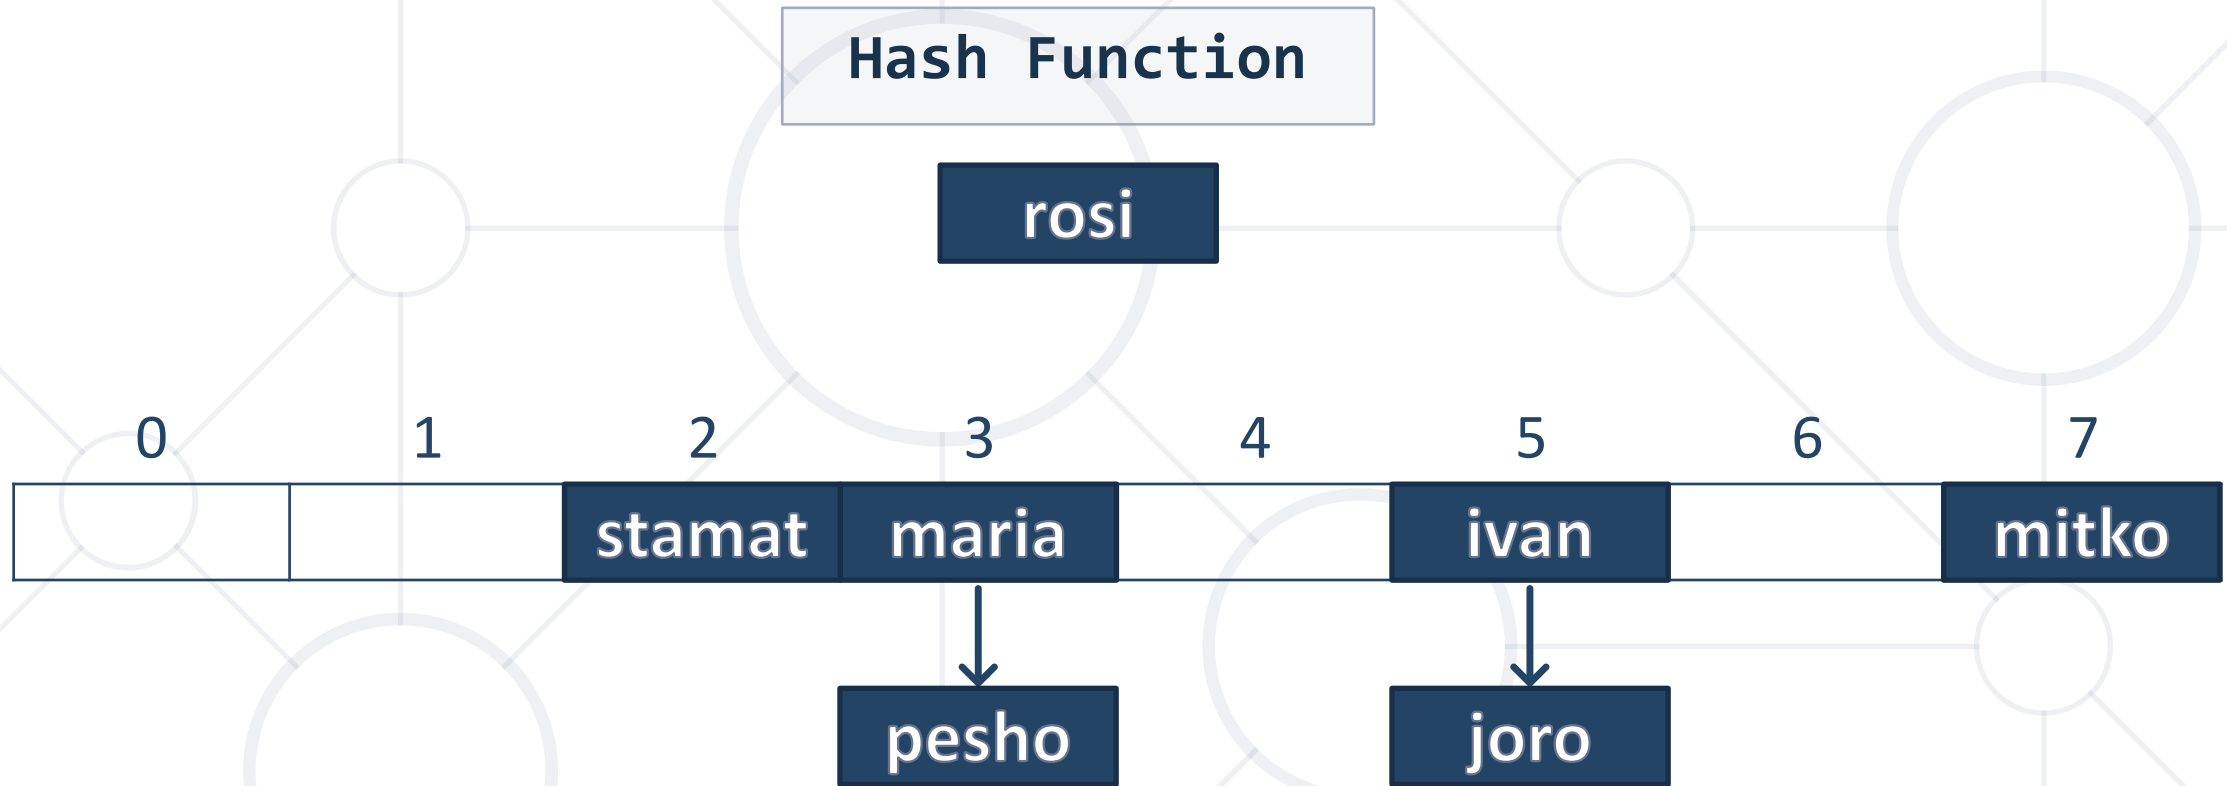 Hash Function
rosi
0 1 2 3 4 5 6 7
stamat maria ivan mitko
pesho joro